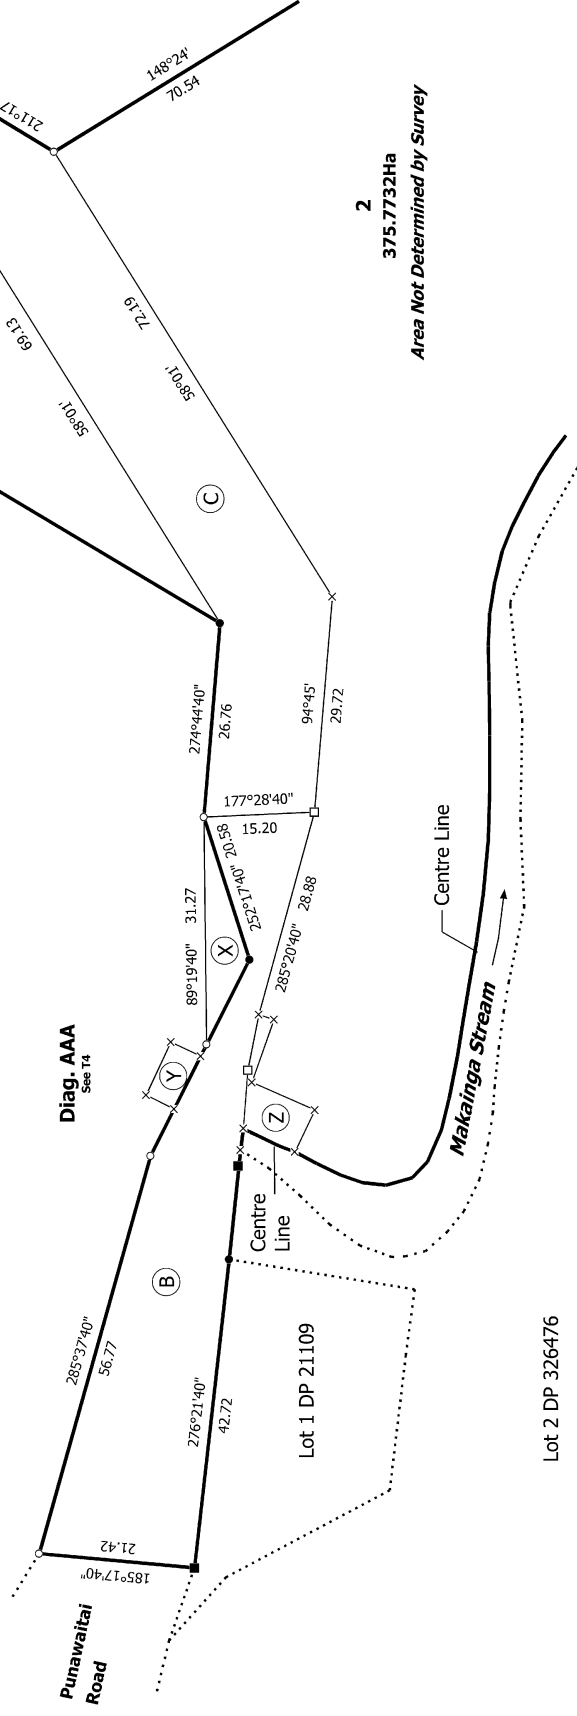 211°17
148°24'
70.54
2
375.7732Ha
Area Not Determined by Survey
69.13
58°01'
72.19
58°01'
C
274°44'40"
26.76
94°45'
29.72
177°28'40"
15.20
31.27
89°19'40"
252°17'40" 20.58
X
28.88
285°20'40"
Centre Line
Makainga Stream
Diag. AAA
See T4
Y
Z
Centre
Line
B
285°37'40"
56.77
276°21'40"
42.72
21.42
185°17'40"
Punawaitai
Road
Lot 1 DP 21109
Lot 2 DP 326476